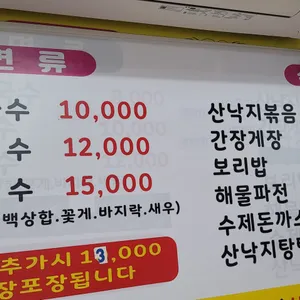 면 류
수 10,000
수 12,000
수 15,000
백상합.꽃게.바지락.새우)
추가시 13,000
장포장됩니다
산낙지볶음
간장게장
보리밥
해물파전
수제돈까스
산낙지탕